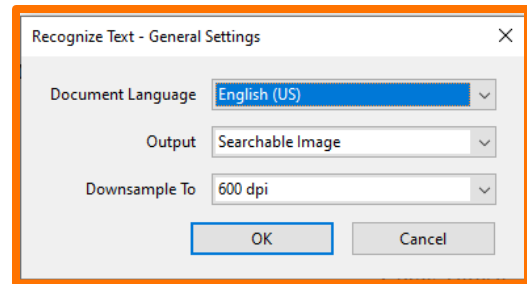 Recognize Text - General Settings
Document Language English (US)
Output Searchable Image
Downsample To 600 dpi
OK Cancel